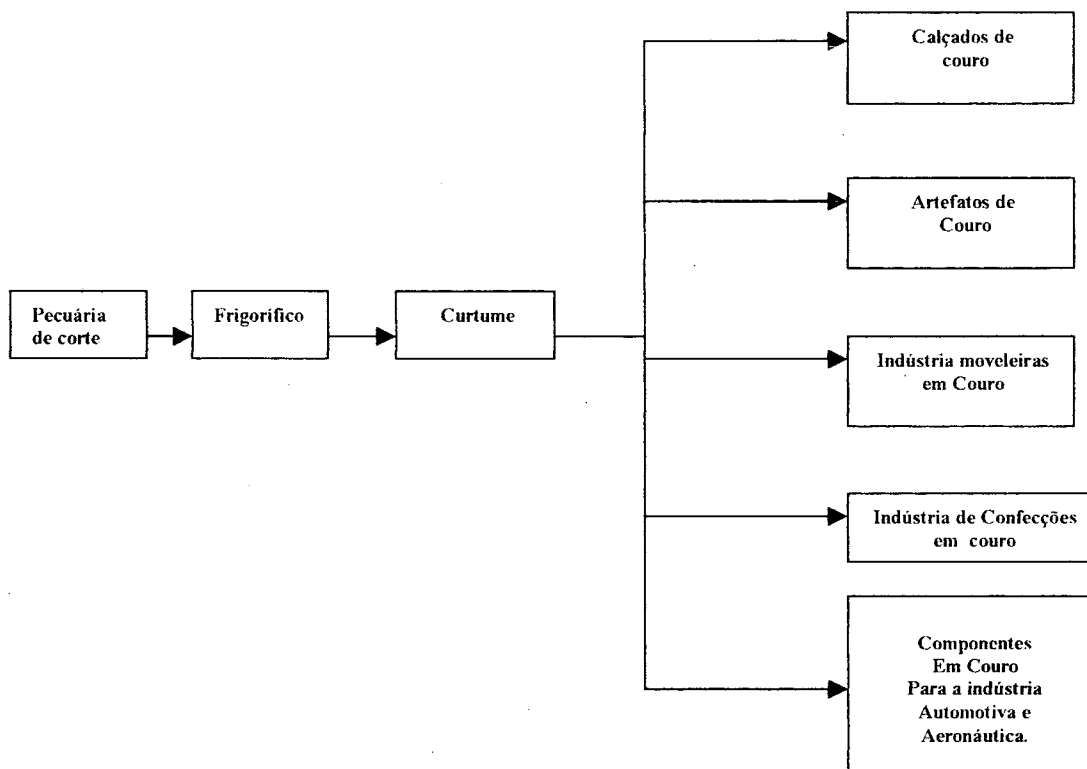 Calçados de
couro
Artefatos de
Couro
Pecuária
de corte
Frigorífico
Curtume
Indústria moveleiras
em Couro
Indústria de Confecções
em couro
Componentes
Em Couro
Para a indústria
Automotiva e
Aeronáutica.